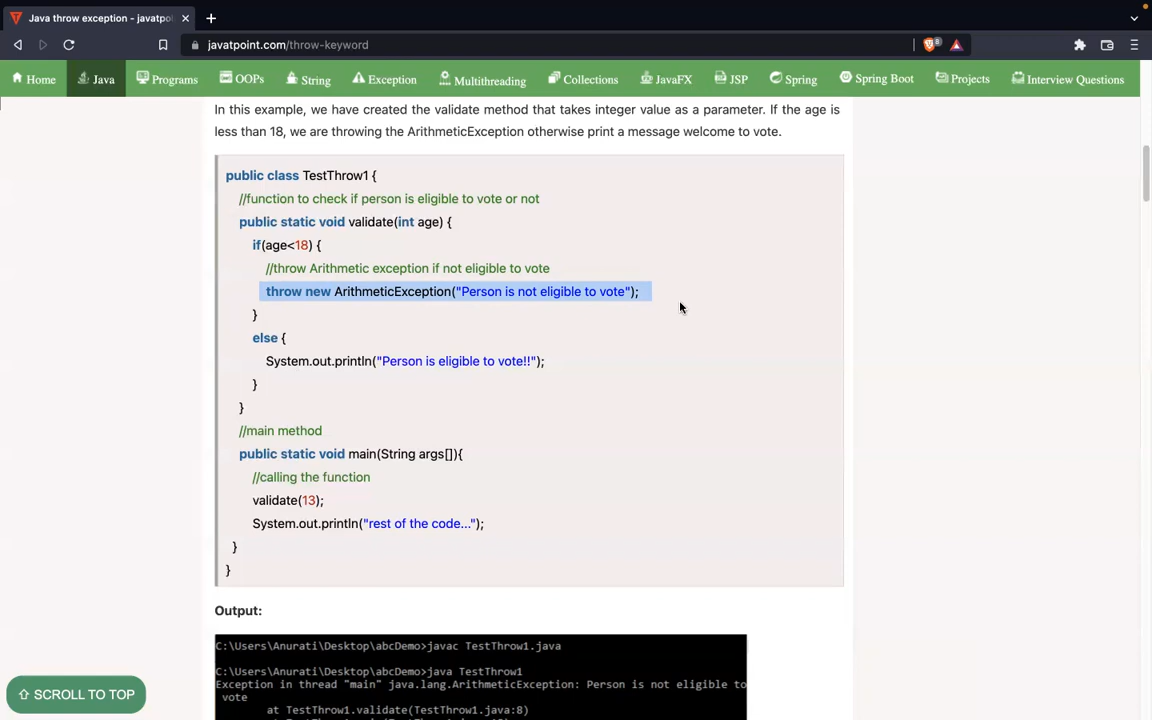 Java throw exception - javatpoi
javatpoint.com/throw-keyword
8
Home Java Programs OOPs String Exception Multithreading Collections JavaFX JSP Spring Spring Boot Projects Interview Questions
In this example, we have created the validate method that takes integer value as a parameter. If the age is
less than 18, we are throwing the ArithmeticException otherwise print a message welcome to vote.
public class TestThrow1 {
//function to check if person is eligible to vote or not
public static void validate(int age) {
if(age<18) {
//throw Arithmetic exception if not eligible to vote
throw new ArithmeticException("Person is not eligible to vote");
}
else {
System.out.println("Person is eligible to vote!!");
}
}
//main method
public static void main(String args[]){
//calling the function
validate(13);
System.out.println("rest of the code...");
}
}
Output:
C:\Users\Anurati\Desktop\abcDemo>javac TestThrow1.java
C:\Users\Anurati\Desktop\abcDemo>java TestThrow1
Exception in thread "main" java.lang.ArithmeticException: Person is not eligible to
vote
at TestThrow1.validate(TestThrow1.java:8)
SCROLL TO TOP